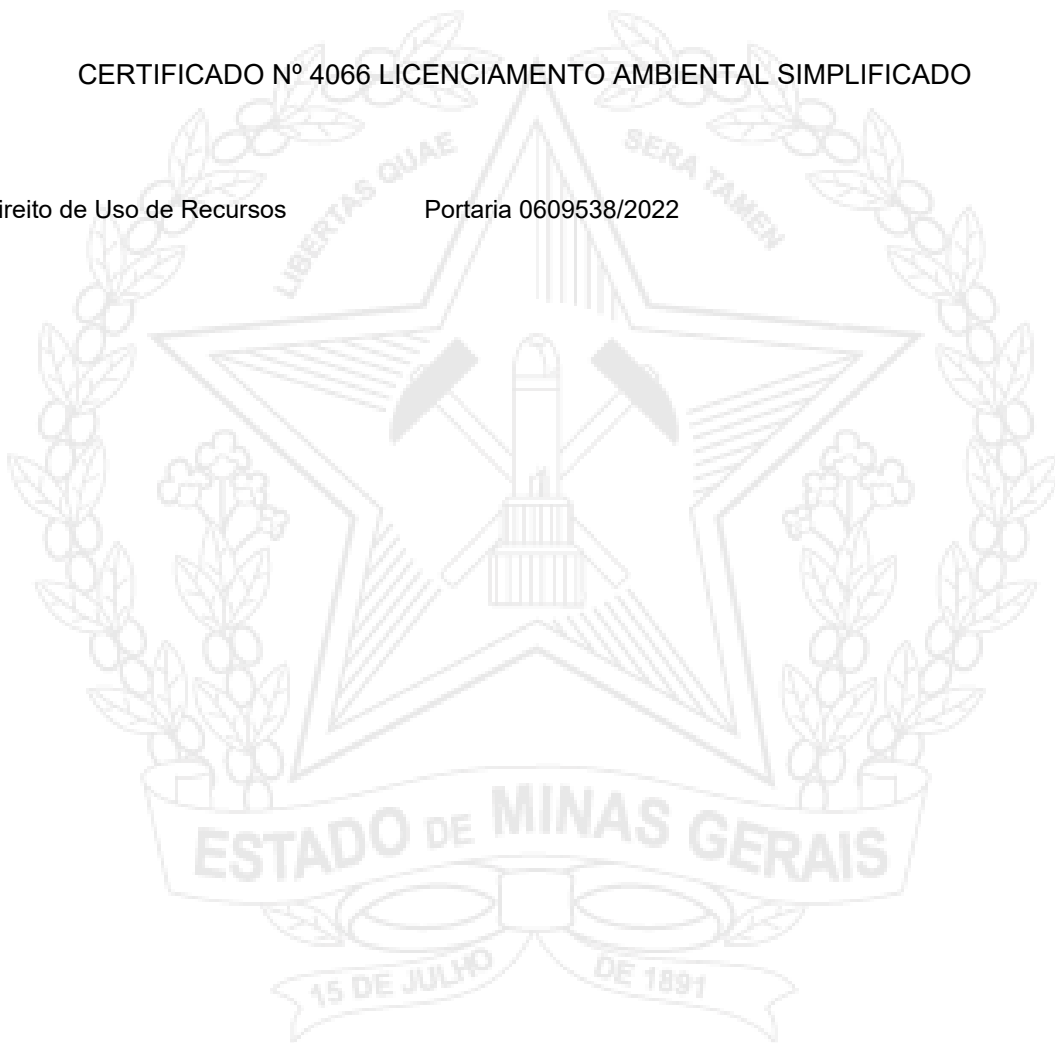 CERTIFICADO Nº 4066 LICENCIAMENTO AMBIENTAL SIMPLIFICADO
LIBERTAS QUAE SERA TAMEN
ireito de Uso de Recursos Portaria 0609538/2022
ESTADO DE MINAS GERAIS
15 DE JULHO DE 1891